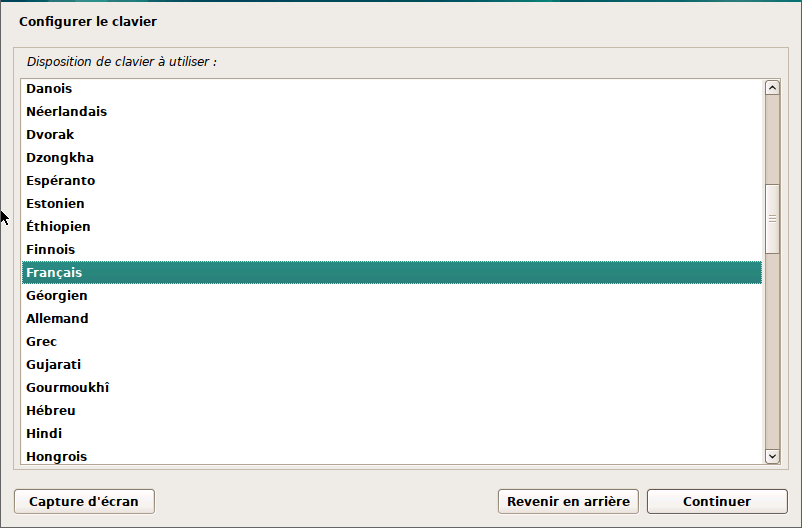 Configurer le clavier
Disposition de clavier à utiliser :
Danois
Néerlandais
Dvorak
Dzongkha
Espéranto
Estonien
Éthiopien
Finnois
Français
Géorgien
Allemand
Grec
Gujarati
Gourmoukhî
Hébreu
Hindi
Hongrois
Capture d'écran
Revenir en arrière
Continuer